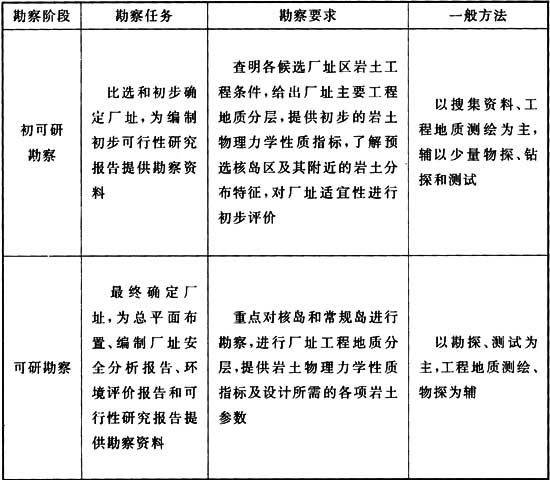 勘察阶段 勘察任务 勘察要求 一般方法
初可研
勘察
比选和初步确
定厂址,为编制
初步可行性研究
报告提供勘察资
料
查明各候选厂址区岩土工
程条件,给出厂址主要工程
地质分层,提供初步的岩土
物理力学性质指标,了解预
选核岛区及其附近的岩土分
布特征,对厂址适宜性进行
初步评价
以搜集资料、工
程地质测绘为主,
辅以少量物探、钻
探和测试
可研勘察
最终确定厂
址,为总平面布
置、编制厂址安
全分析报告、环
境评价报告和可
行性研究报告提
供勘察资料
重点对核岛和常规岛进行
勘察,进行厂址工程地质分
层,提供岩土物理力学性质
指标及设计所需的各项岩土
参数
以勘探、测试为
主,工程地质测绘、
物探为辅